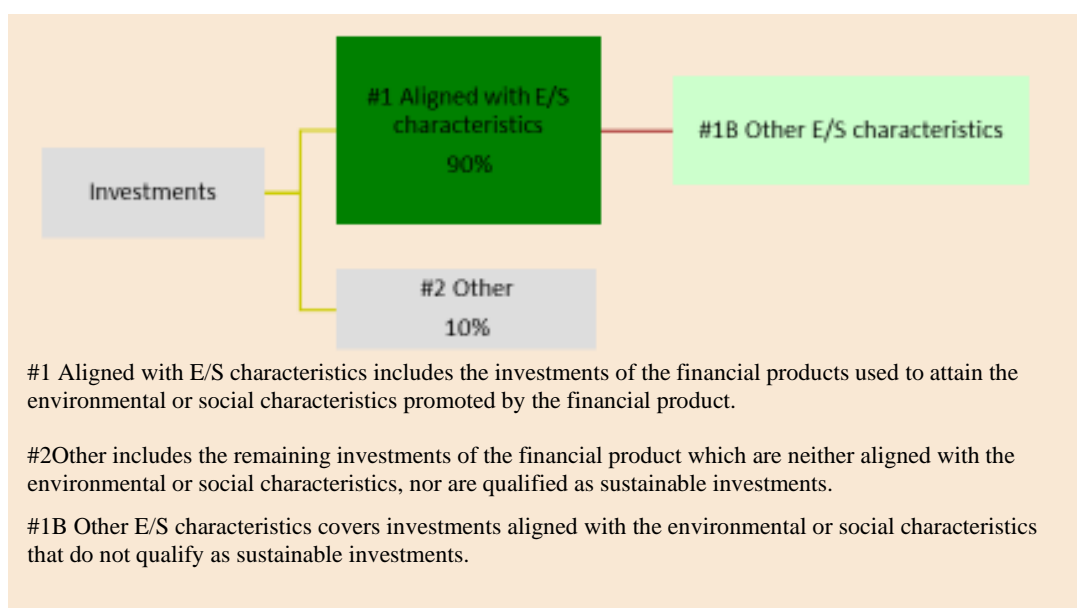 #1 Aligned with E/S
characteristics
90%
#1B Other E/S characteristics
Investments
#2 Other
10%
#1 Aligned with E/S characteristics includes the investments of the financial products used to attain the
environmental or social characteristics promoted by the financial product.
#2Other includes the remaining investments of the financial product which are neither aligned with the
environmental or social characteristics, nor are qualified as sustainable investments.
#1B Other E/S characteristics covers investments aligned with the environmental or social characteristics
that do not qualify as sustainable investments.